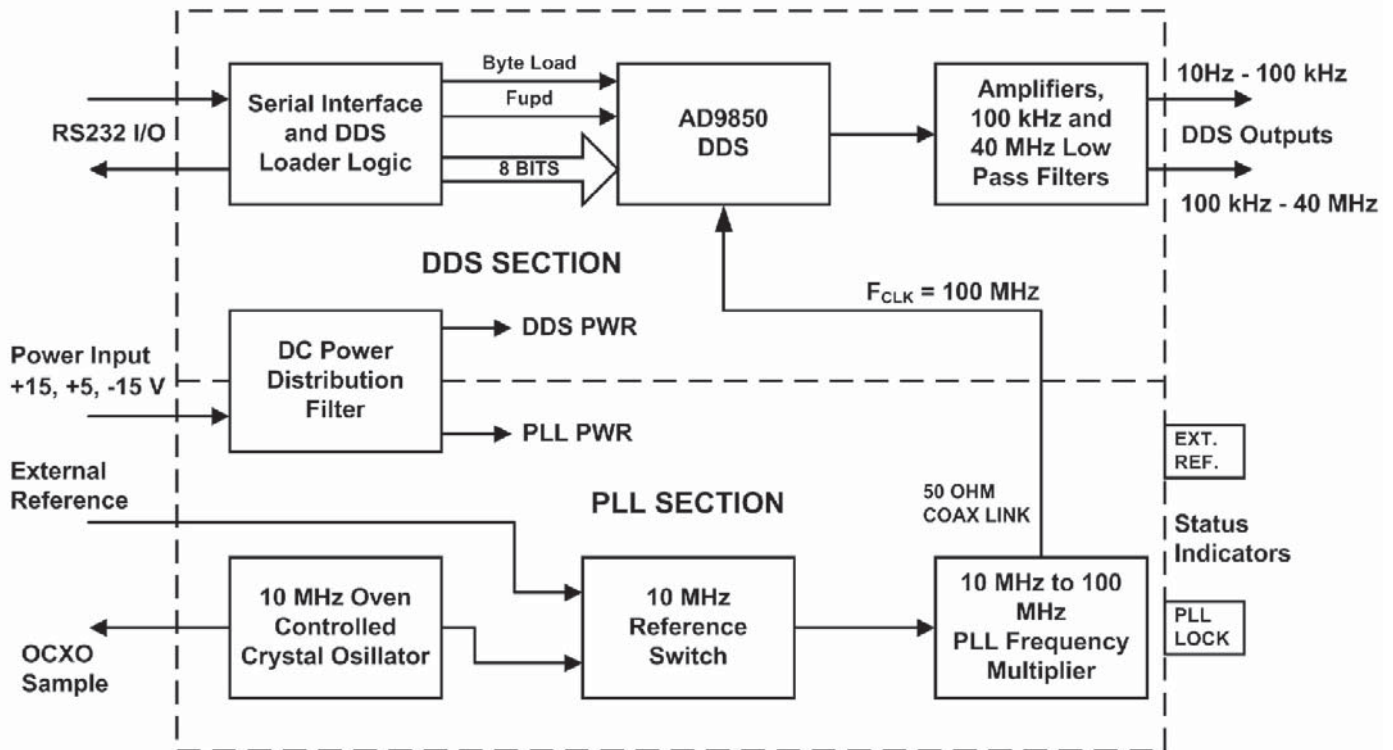 Serial Interface
and DDS
Loader Logic
Byte Load
Fupd
8 BITS
AD9850
DDS
Amplifiers,
100 kHz and
40 MHz Low
Pass Filters
10Hz - 100 kHz
DDS Outputs
100 kHz - 40 MHz
RS232 I/O
DDS SECTION
FCLK = 100 MHz
Power Input
+15, +5, -15 V
DC Power
Distribution
Filter
DDS PWR
PLL PWR
External
Reference
PLL SECTION
50 OHM
COAX LINK
EXT.
REF.
Status
Indicators
PLL
LOCK
10 MHz Oven
Controlled
Crystal Osillator
10 MHz
Reference
Switch
10 MHz to 100
MHz
PLL Frequency
Multiplier
OCXO
Sample